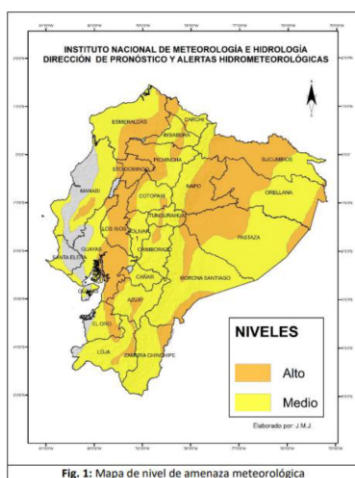 INSTITUTO NACIONAL DE METEOROLOGÍA E HIDROLOGÍA
DIRECCIÓN DE PRONÓSTICO Y ALERTAS HIDROMETEOROLÓGICAS
ESMERALDAS
CARCHI
IMBABURA
SUCUMBIOS
PICHINCHA
MANABI
COTOPAXI
NAPO
ORELLANA
TUNGURAHUA
LOS RIOS
BOLIVAR
PASTAZA
GUAYAS
CHIMBORAZO
SANTA ELENA
MORONA SANTIAGO
CAÑAR
AZUAY
EL ORO
LOJA
ZAMORA CHINCHIPE
NIVELES
Alto
Medio
Elaborado por: J.M.J.
Fig. 1: Mapa de nivel de amenaza meteorológica